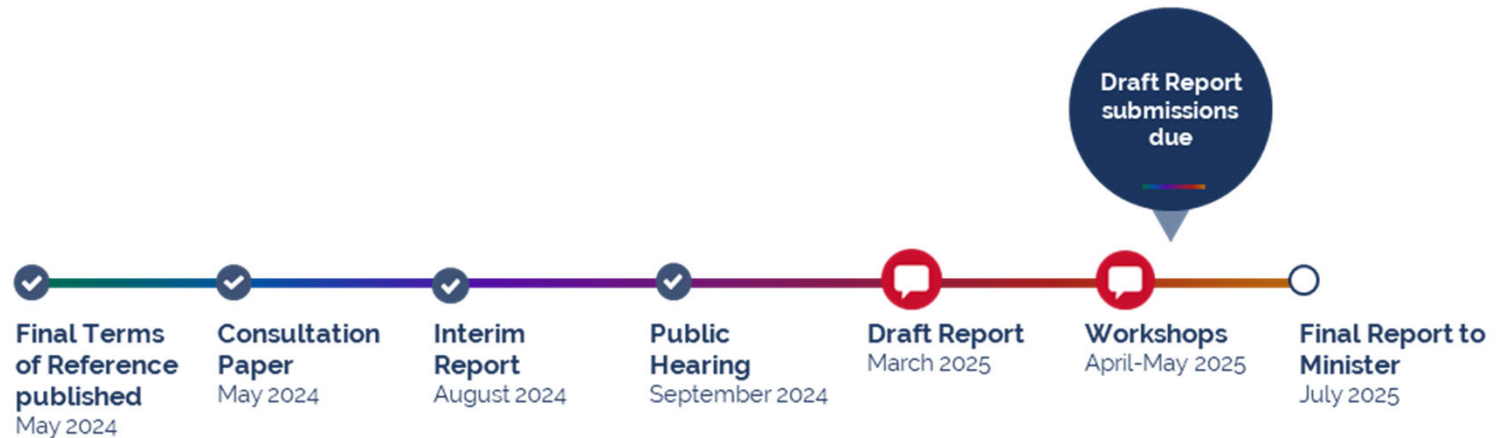 Draft Report
submissions
due
Final Terms
of Reference
published
May 2024
Consultation
Paper
May 2024
Interim
Report
August 2024
Public
Hearing
September 2024
Draft Report
March 2025
Workshops
April-May 2025
Final Report to
Minister
July 2025